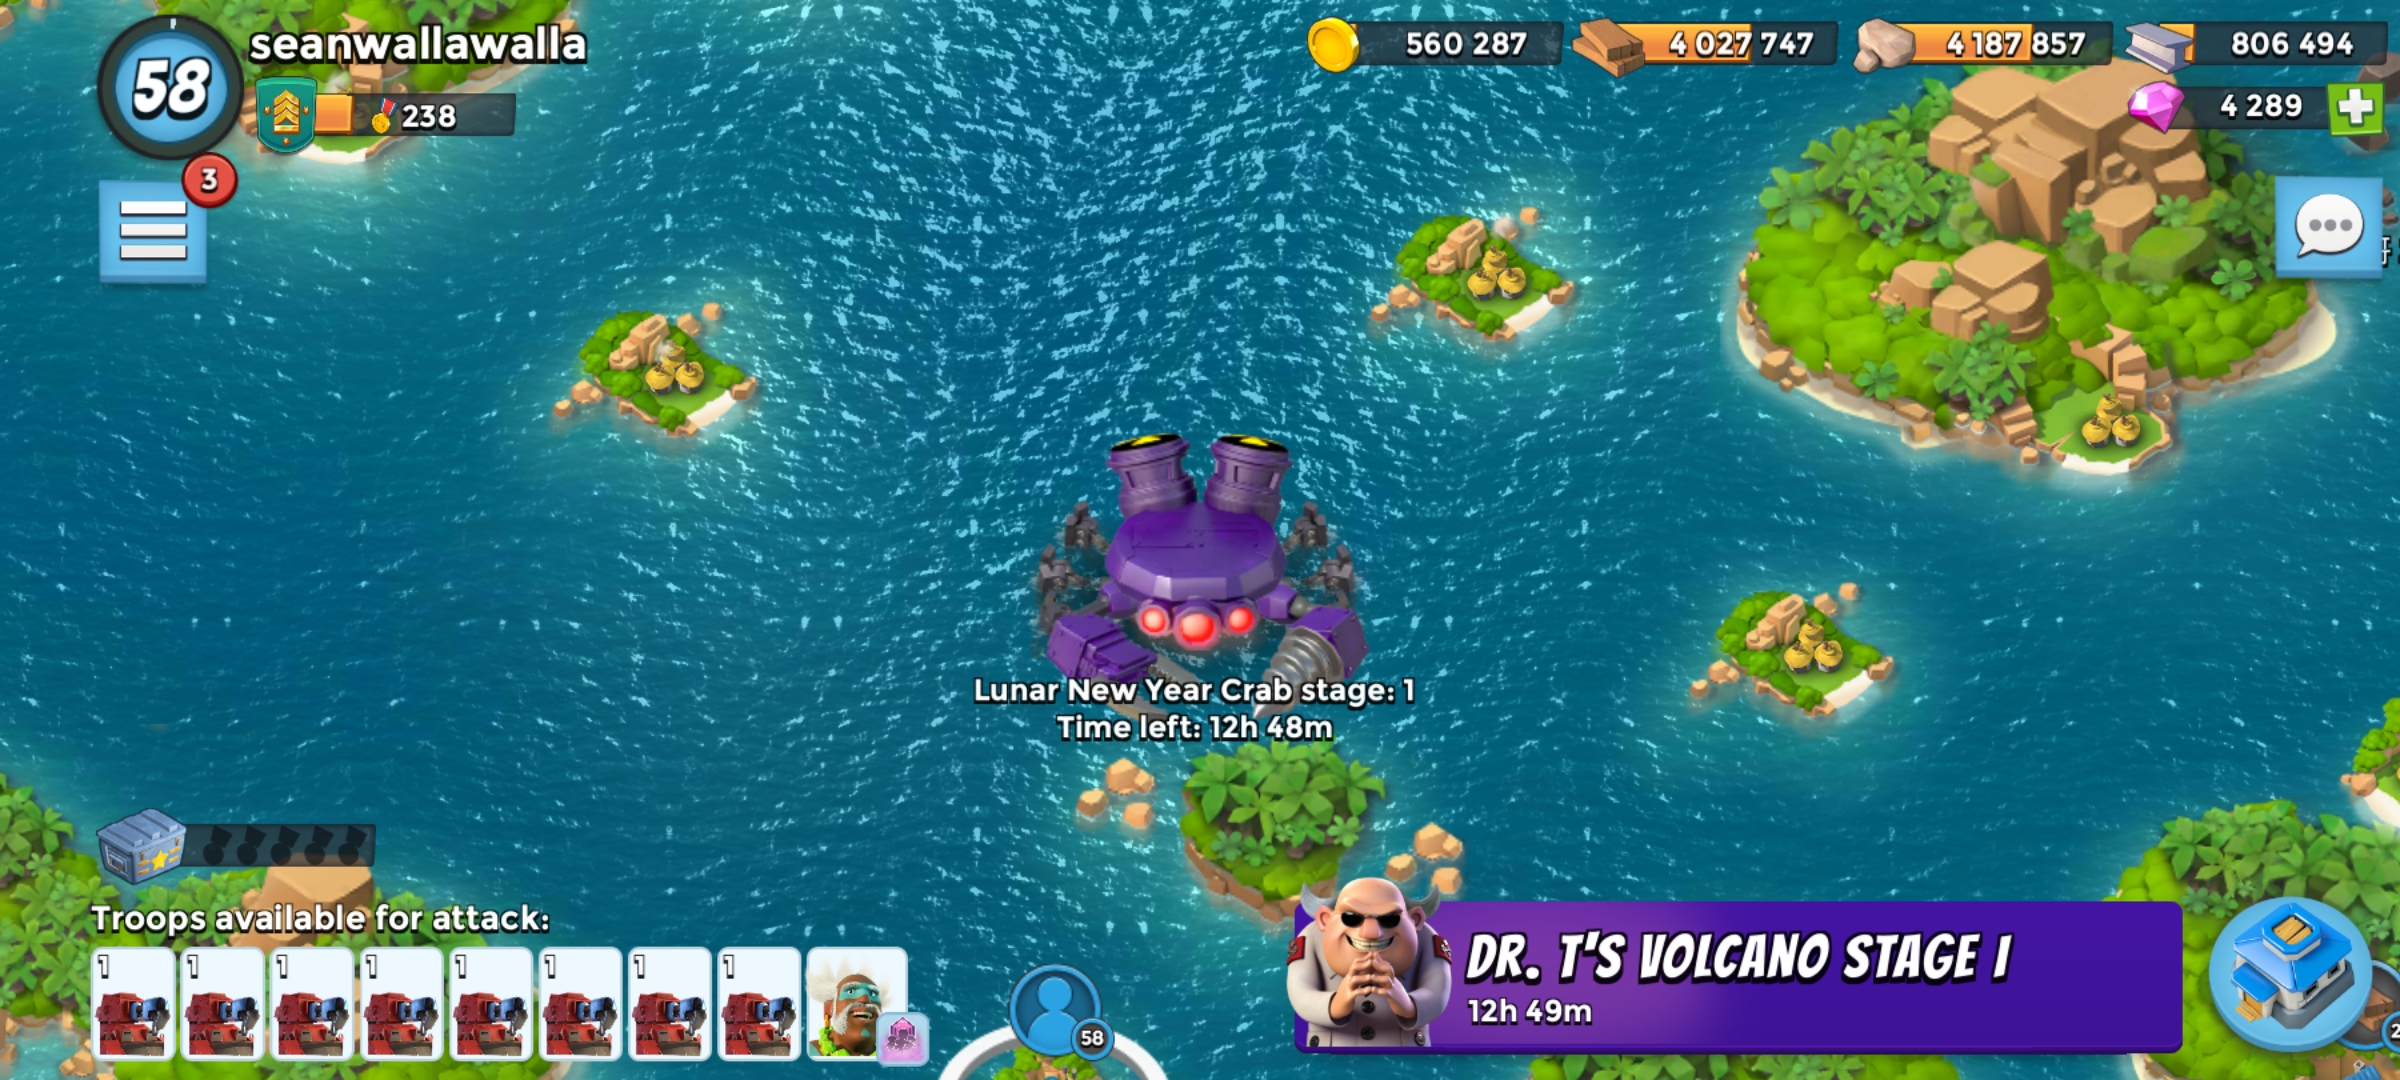 58
seanwallawalla
238
3
560 287
4 027 747
4 187 857
806 494
4 289
Lunar New Year Crab stage: 1
Time left: 12h 48m
Troops available for attack:
1 1 1 1 1 1 1 1
58
DR. T'S VOLCANO STAGE I
12h 49m